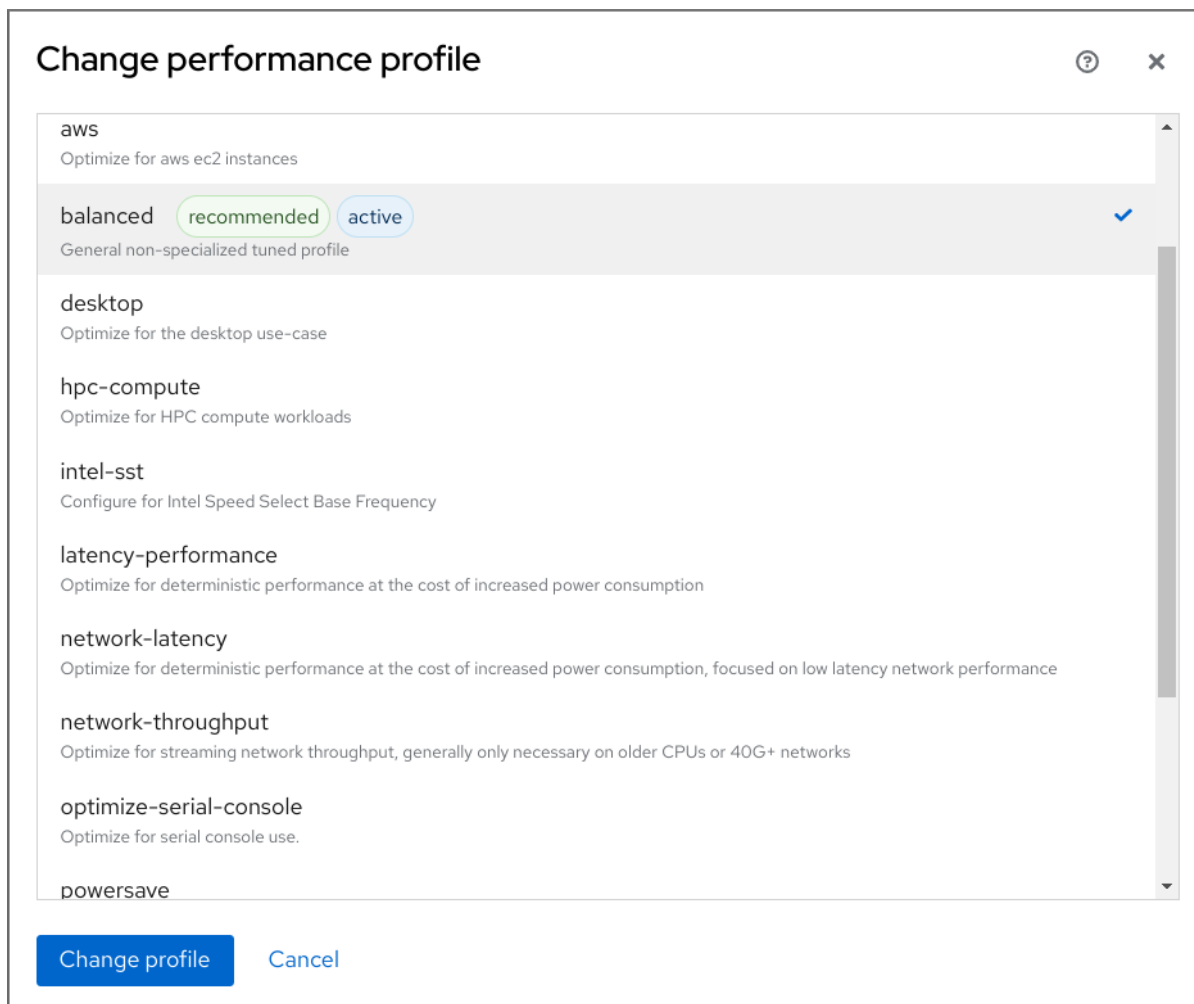 Change performance profile
aws
Optimize for aws ec2 instances
balanced recommended active
General non-specialized tuned profile
desktop
Optimize for the desktop use-case
hpc-compute
Optimize for HPC compute workloads
intel-sst
Configure for Intel Speed Select Base Frequency
latency-performance
Optimize for deterministic performance at the cost of increased power consumption
network-latency
Optimize for deterministic performance at the cost of increased power consumption, focused on low latency network performance
network-throughput
Optimize for streaming network throughput, generally only necessary on older CPUs or 40G+ networks
optimize-serial-console
Optimize for serial console use.
powersave
Change profile Cancel